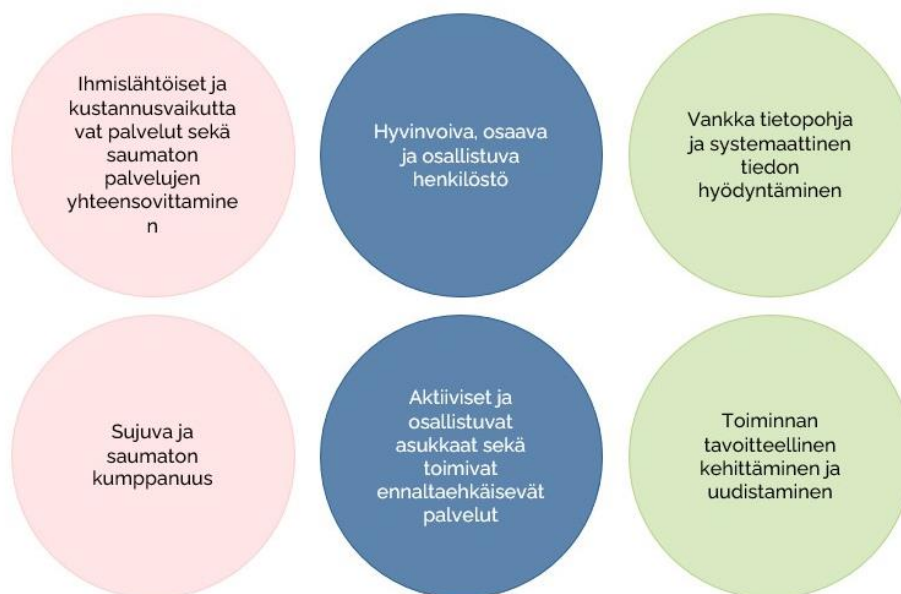 Ihmislähtöiset ja
kustannusvaikutta
vat palvelut sekä
saumaton
palvelujen
yhteensovittamine
n
Hyvinvoiva, osaava
ja osallistuva
henkilöstö
Vankka tietopohja
ja systemaattinen
tiedon
hyödyntäminen
Sujuva ja
saumaton
kumppanuus
Aktiiviset ja
osallistuvat
asukkaat sekä
toimivat
ennaltaehkäisevät
palvelut
Toiminnan
tavoitteellinen
kehittäminen ja
uudistaminen